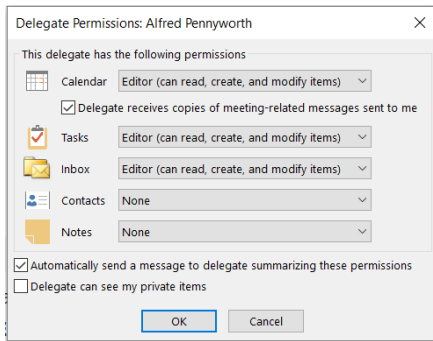 Delegate Permissions: Alfred Pennyworth
This delegate has the following permissions
Calendar Editor (can read, create, and modify items)
Delegate receives copies of meeting-related messages sent to me
Tasks Editor (can read, create, and modify items)
Inbox Editor (can read, create, and modify items)
Contacts None
Notes None
Automatically send a message to delegate summarizing these permissions
Delegate can see my private items
OK Cancel